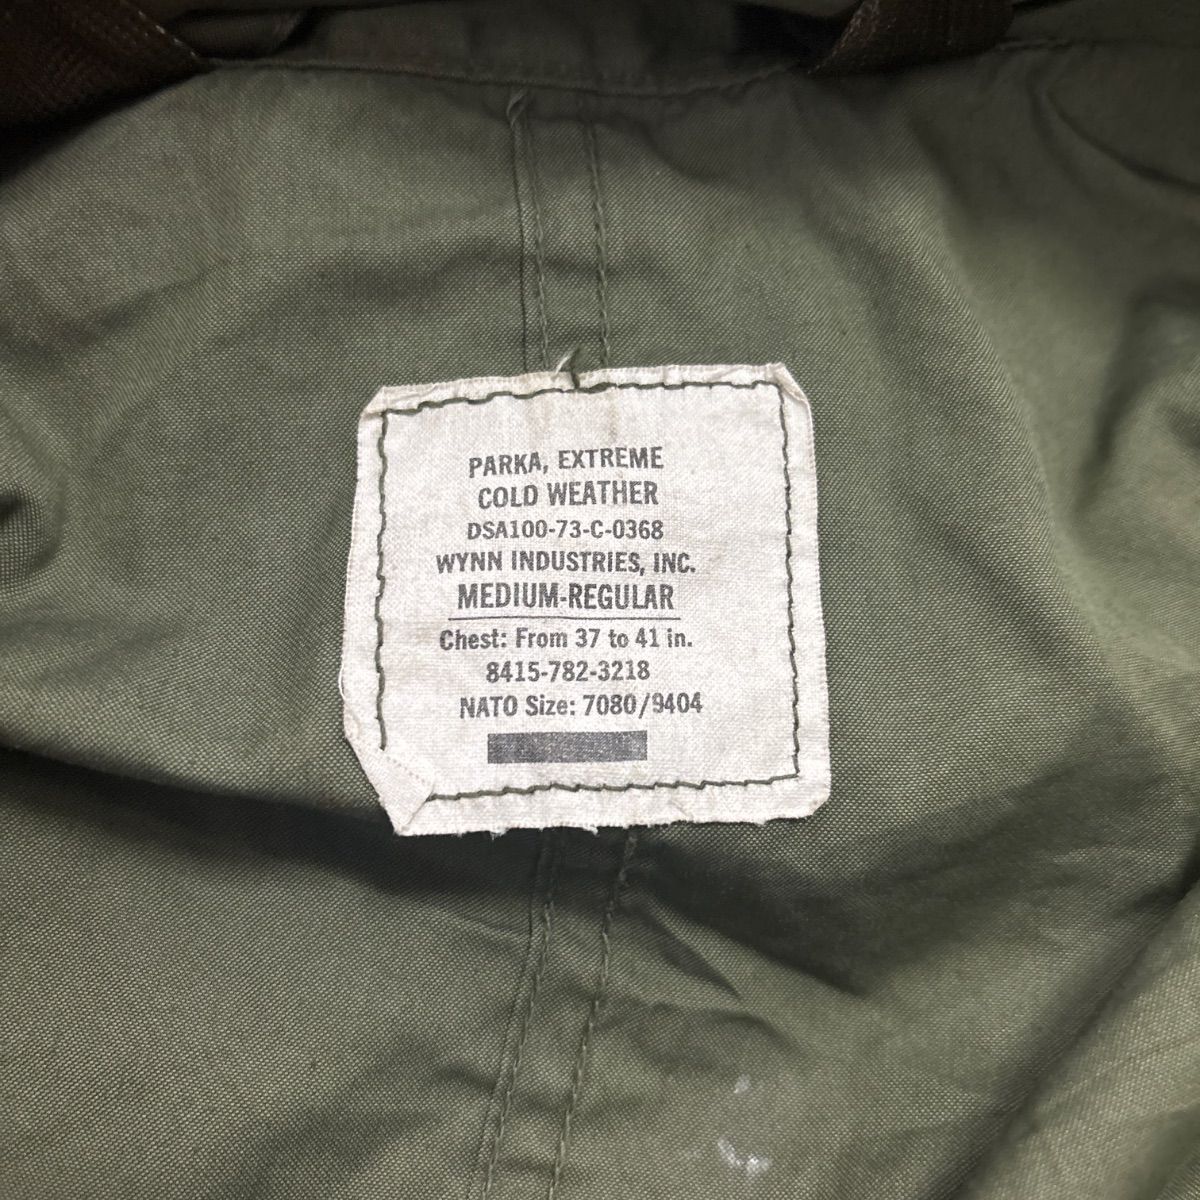 PARKA, EXTREME
COLD WEATHER
DSA100-73-C-0368
WYNN INDUSTRIES, INC.
MEDIUM-REGULAR
Chest: From 37 to 41 in.
8415-782-3218
NATO Size: 7080/9404